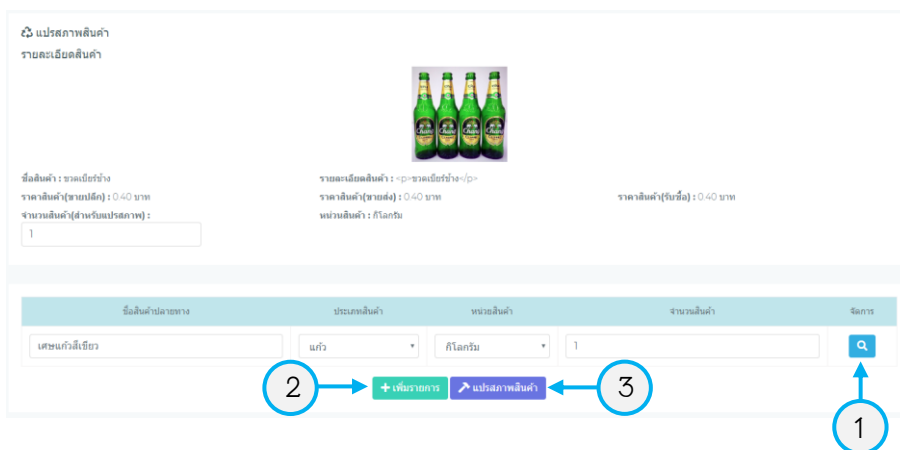 แปรสภาพสินค้า
รายละเอียดสินค้า
Chang Chang Chang Chang
ชื่อสินค้า : ขวดเบียร์ช้าง รายละเอียดสินค้า : <p>ขวดเบียร์ช้าง</p>
ราคาสินค้า(ขายปลีก) : 0.40 บาท ราคาสินค้า(ขายส่ง) : 0.40 บาท ราคาสินค้า(รับซื้อ) : 0.40 บาท
จำนวนสินค้า(สำหรับแปรสภาพ) : หน่วยสินค้า : กิโลกรัม
1
ชื่อสินค้าปลายทาง ประเภทสินค้า หน่วยสินค้า จำนวนสินค้า จัดการ
เศษแก้วสีเขียว แก้ว กิโลกรัม 1
2 + เพิ่มรายการ แปรสภาพสินค้า 3
1